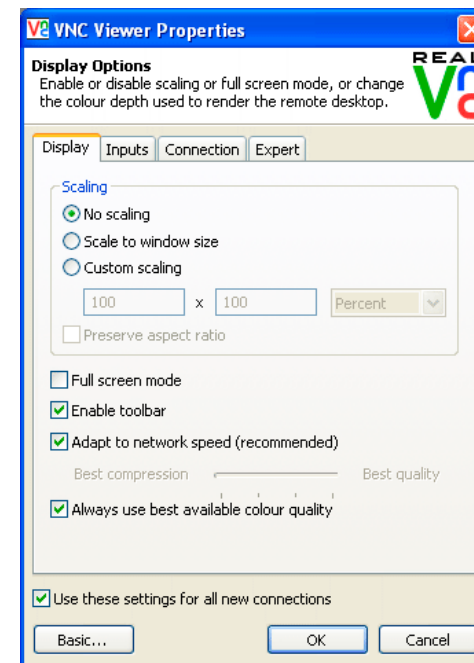 VNC Viewer Properties
Display Options
Enable or disable scaling or full screen mode, or change
the colour depth used to render the remote desktop.
REAL
Display Inputs Connection Expert
Scaling
No scaling
Scale to window size
Custom scaling
100 x 100 Percent
Preserve aspect ratio
Full screen mode
Enable toolbar
Adapt to network speed (recommended)
Best compression Best quality
Always use best available colour quality
Use these settings for all new connections
Basic... OK Cancel